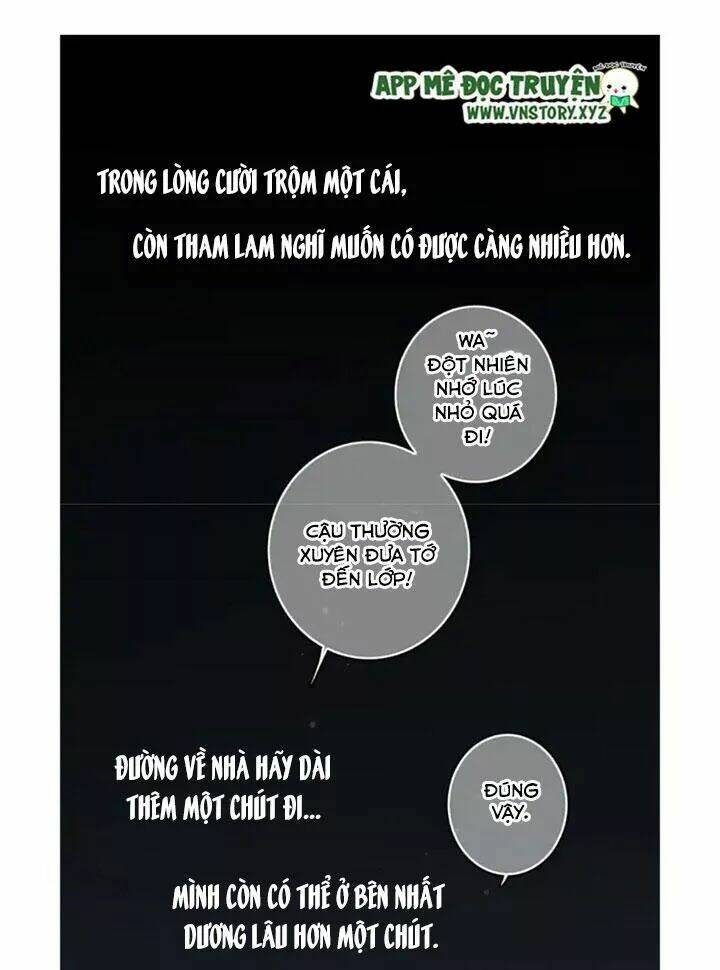 MÊ ĐỌC TRUYỆN
APP MÊ ĐỌC TRUYỆN
WWW.VNSTORY.XYZ
TRONG LÒNG CƯỜI TRỘM MỘT CÁI,
CÒN THAM LAM NGHĨ MUỐN CÓ ĐƯỢC CÀNG NHIỀU HƠN.
WA~
ĐỘT NHIÊN
NHỚ LÚC
NHỎ QUÁ
ĐI!
CẬU THƯỜNG
XUYÊN ĐƯA TỚ
ĐẾN LỚP!
ĐƯỜNG VỀ NHÀ HÃY DÀI
THÊM MỘT CHÚT ĐI...
ĐÚNG
VẬY.
MÌNH CÒN CÓ THỂ Ở BÊN NHẤT
DƯƠNG LÂU HƠN MỘT CHÚT.